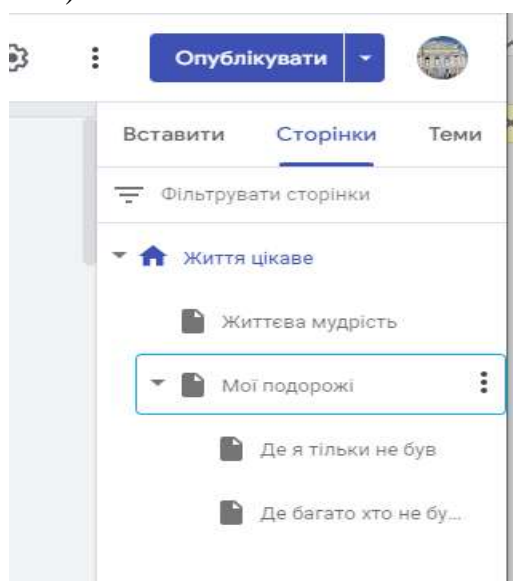 Опублікувати
Вставити Сторінки Теми
Фільтрувати сторінки
Життя цікаве
Життєва мудрість
Мої подорожі
Де я тільки не був
Де багато хто не бу...